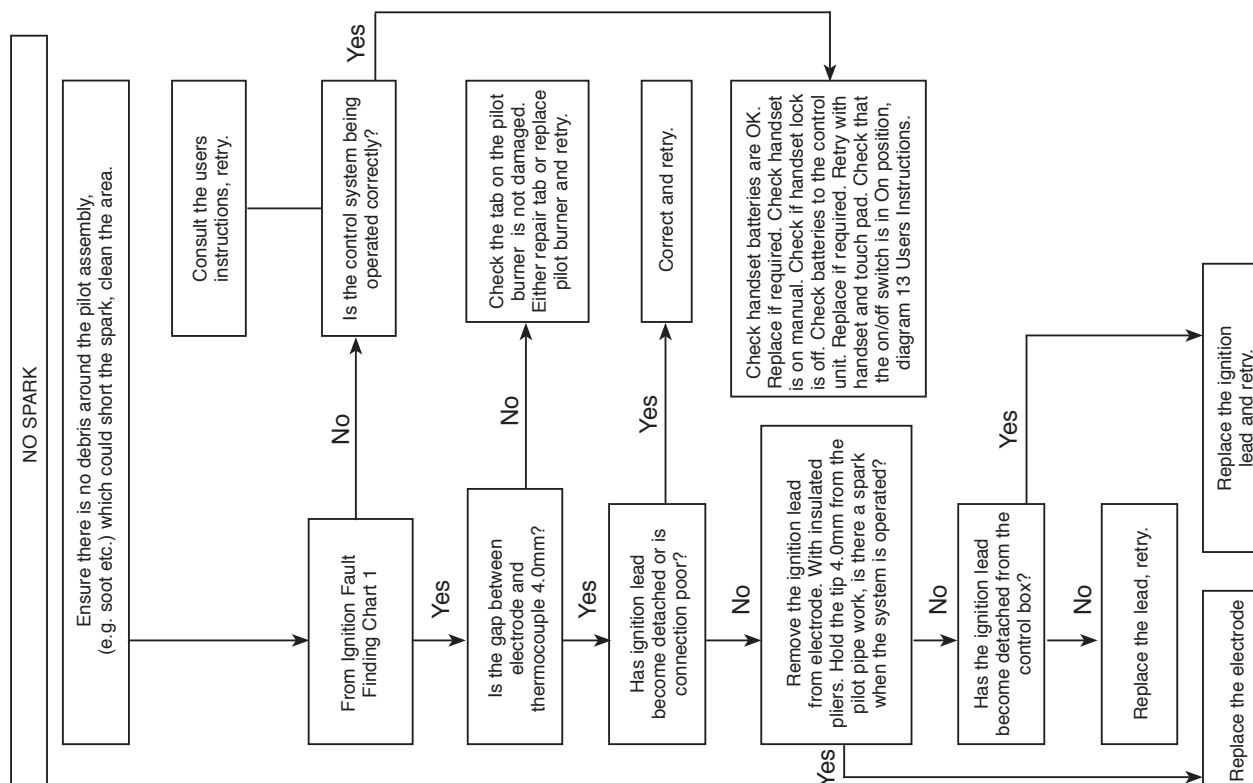 NO SPARK
Ensure there is no debris around the pilot assembly,
(e.g. soot etc.) which could short the spark, clean the area.
From Ignition Fault
Finding Chart 1
No
Is the control system being
operated correctly?
Consult the users
instructions, retry.
Yes
Yes
Is the gap between
electrode and
thermocouple 4.0mm?
No
Check the tab on the pilot
burner is not damaged.
Either repair tab or replace
pilot burner and retry.
Yes
Has ignition lead
become detached or is
connection poor?
Yes
Correct and retry.
No
Remove the ignition lead
from electrode. With insulated
pliers. Hold the tip 4.0mm from the
pilot pipe work, is there a spark
when the system is operated?
Check handset batteries are OK.
Replace if required. Check handset
is on manual. Check if handset lock
is off. Check batteries to the control
unit. Replace if required. Retry with
handset and touch pad. Check that
the on/off switch is in On position,
diagram 13 Users Instructions.
No
Has the ignition lead
become detached from the
control box?
Yes
Replace the ignition
lead and retry.
No
Replace the lead, retry.
Yes
Replace the electrode